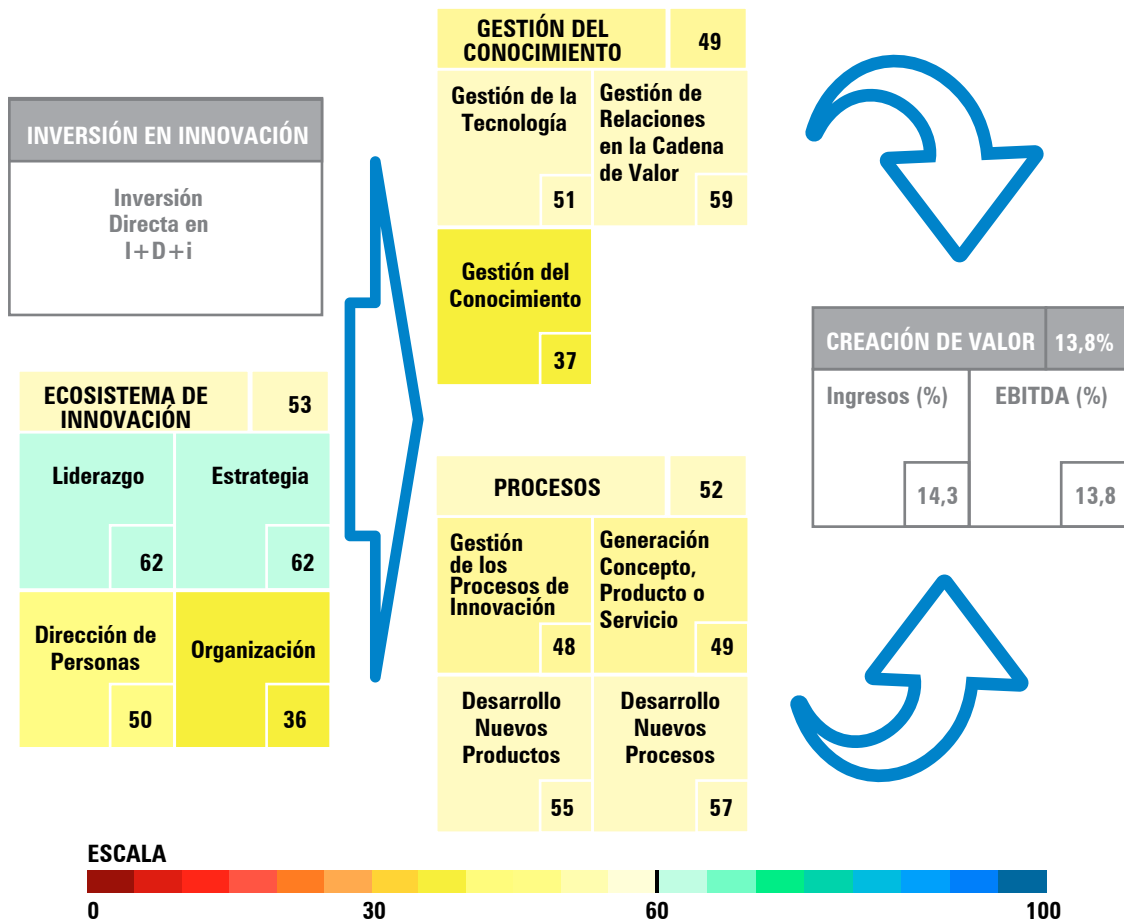 INVERSIÓN EN INNOVACIÓN
Inversión
Directa en
I+D+i
ECOSISTEMA DE
INNOVACIÓN
53
Liderazgo
62
Estrategia
62
Dirección de
Personas
50
Organización
36
GESTIÓN DEL
CONOCIMIENTO
49
Gestión de la
Tecnología
51
Gestión de
Relaciones
en la Cadena
de Valor
59
Gestión del
Conocimiento
37
PROCESOS
52
Gestión
de los
Procesos de
Innovación
48
Generación
Concepto,
Producto o
Servicio
49
Desarrollo
Nuevos
Productos
55
Desarrollo
Nuevos
Procesos
57
CREACIÓN DE VALOR
13,8%
Ingresos (%)
14,3
EBITDA (%)
13,8
ESCALA
0
30
60
100